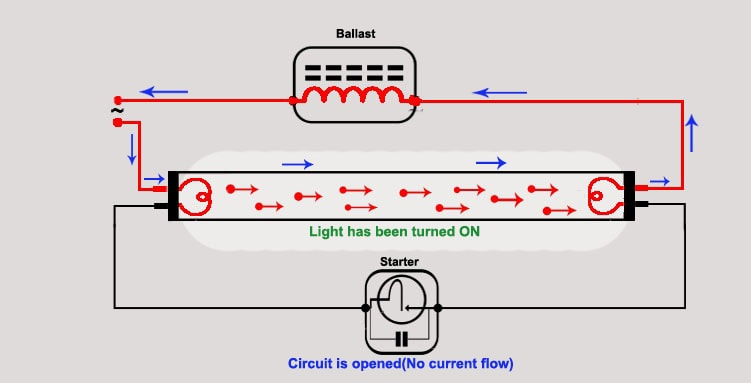 Ballast
~
Light has been turned ON
Starter
Circuit is opened(No current flow)